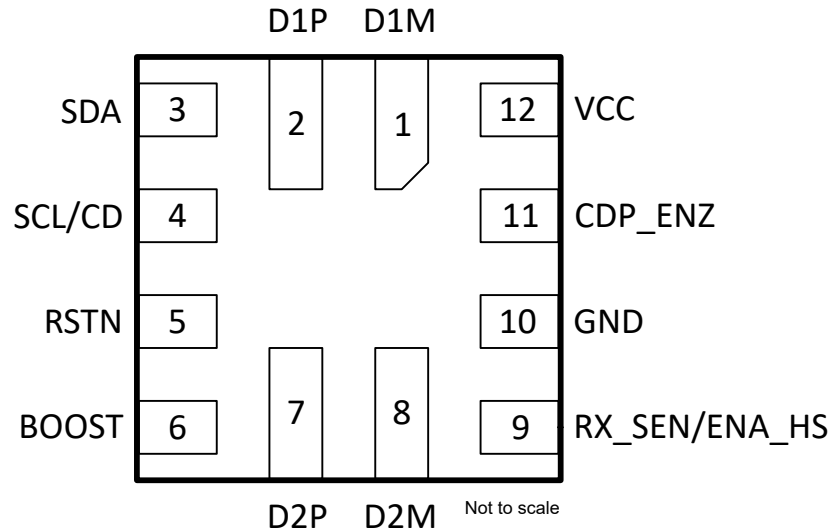 D1P D1M
SDA 3 2 1 12 VCC
SCL/CD 4 11 CDP_ENZ
RSTN 5 10 GND
BOOST 6 7 8 9 RX_SEN/ENA_HS
D2P D2M Not to scale